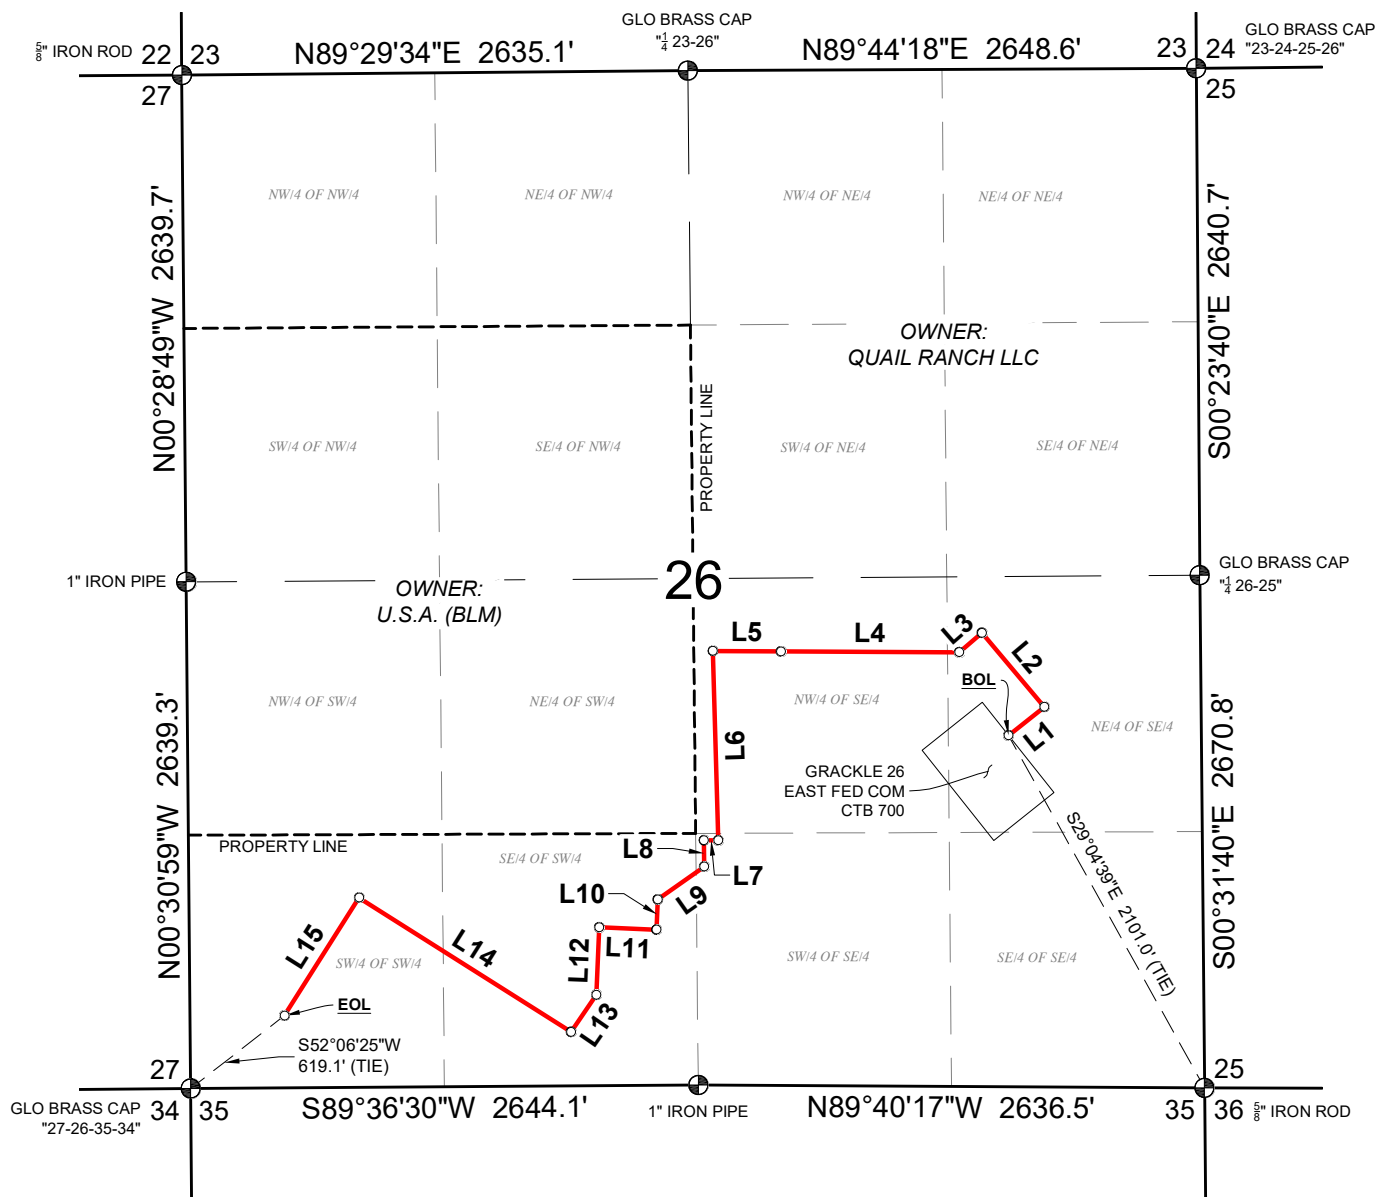 GLO BRASS CAP
"1/4 23-26"
GLO BRASS CAP
"23-24-25-26"
5/8" IRON ROD
22
23
N89°29'34"E 2635.1'
N89°44'18"E 2648.6'
23
24
27
25
NW/4 OF NW/4
NE/4 OF NW/4
NW/4 OF NE/4
NE/4 OF NE/4
N00°28'49"W 2639.7'
S00°23'40"E 2640.7'
OWNER:
QUAIL RANCH LLC
PROPERTY LINE
SW/4 OF NW/4
SE/4 OF NW/4
SW/4 OF NE/4
SE/4 OF NE/4
1" IRON PIPE
OWNER:
U.S.A. (BLM)
26
GLO BRASS CAP
"1/4 26-25"
L5
L4
L3
L2
BOL
L1
NW/4 OF SW/4
NE/4 OF SW/4
NW/4 OF SE/4
NE/4 OF SE/4
L6
GRACKLE 26
EAST FED COM
CTB 700
N00°30'59"W 2639.3'
S00°31'40"E 2670.8'
S29°04'39"E 2101.0' (TIE)
PROPERTY LINE
SE/4 OF SW/4
L8
L7
L10
L9
L15
L14
L12
L11
SW/4 OF SW/4
SW/4 OF SE/4
SE/4 OF SE/4
EOL
L13
S52°06'25"W
619.1' (TIE)
27
25
GLO BRASS CAP
"27-26-35-34"
34
35
S89°36'30"W 2644.1'
1" IRON PIPE
N89°40'17"W 2636.5'
35
36
5/8" IRON ROD